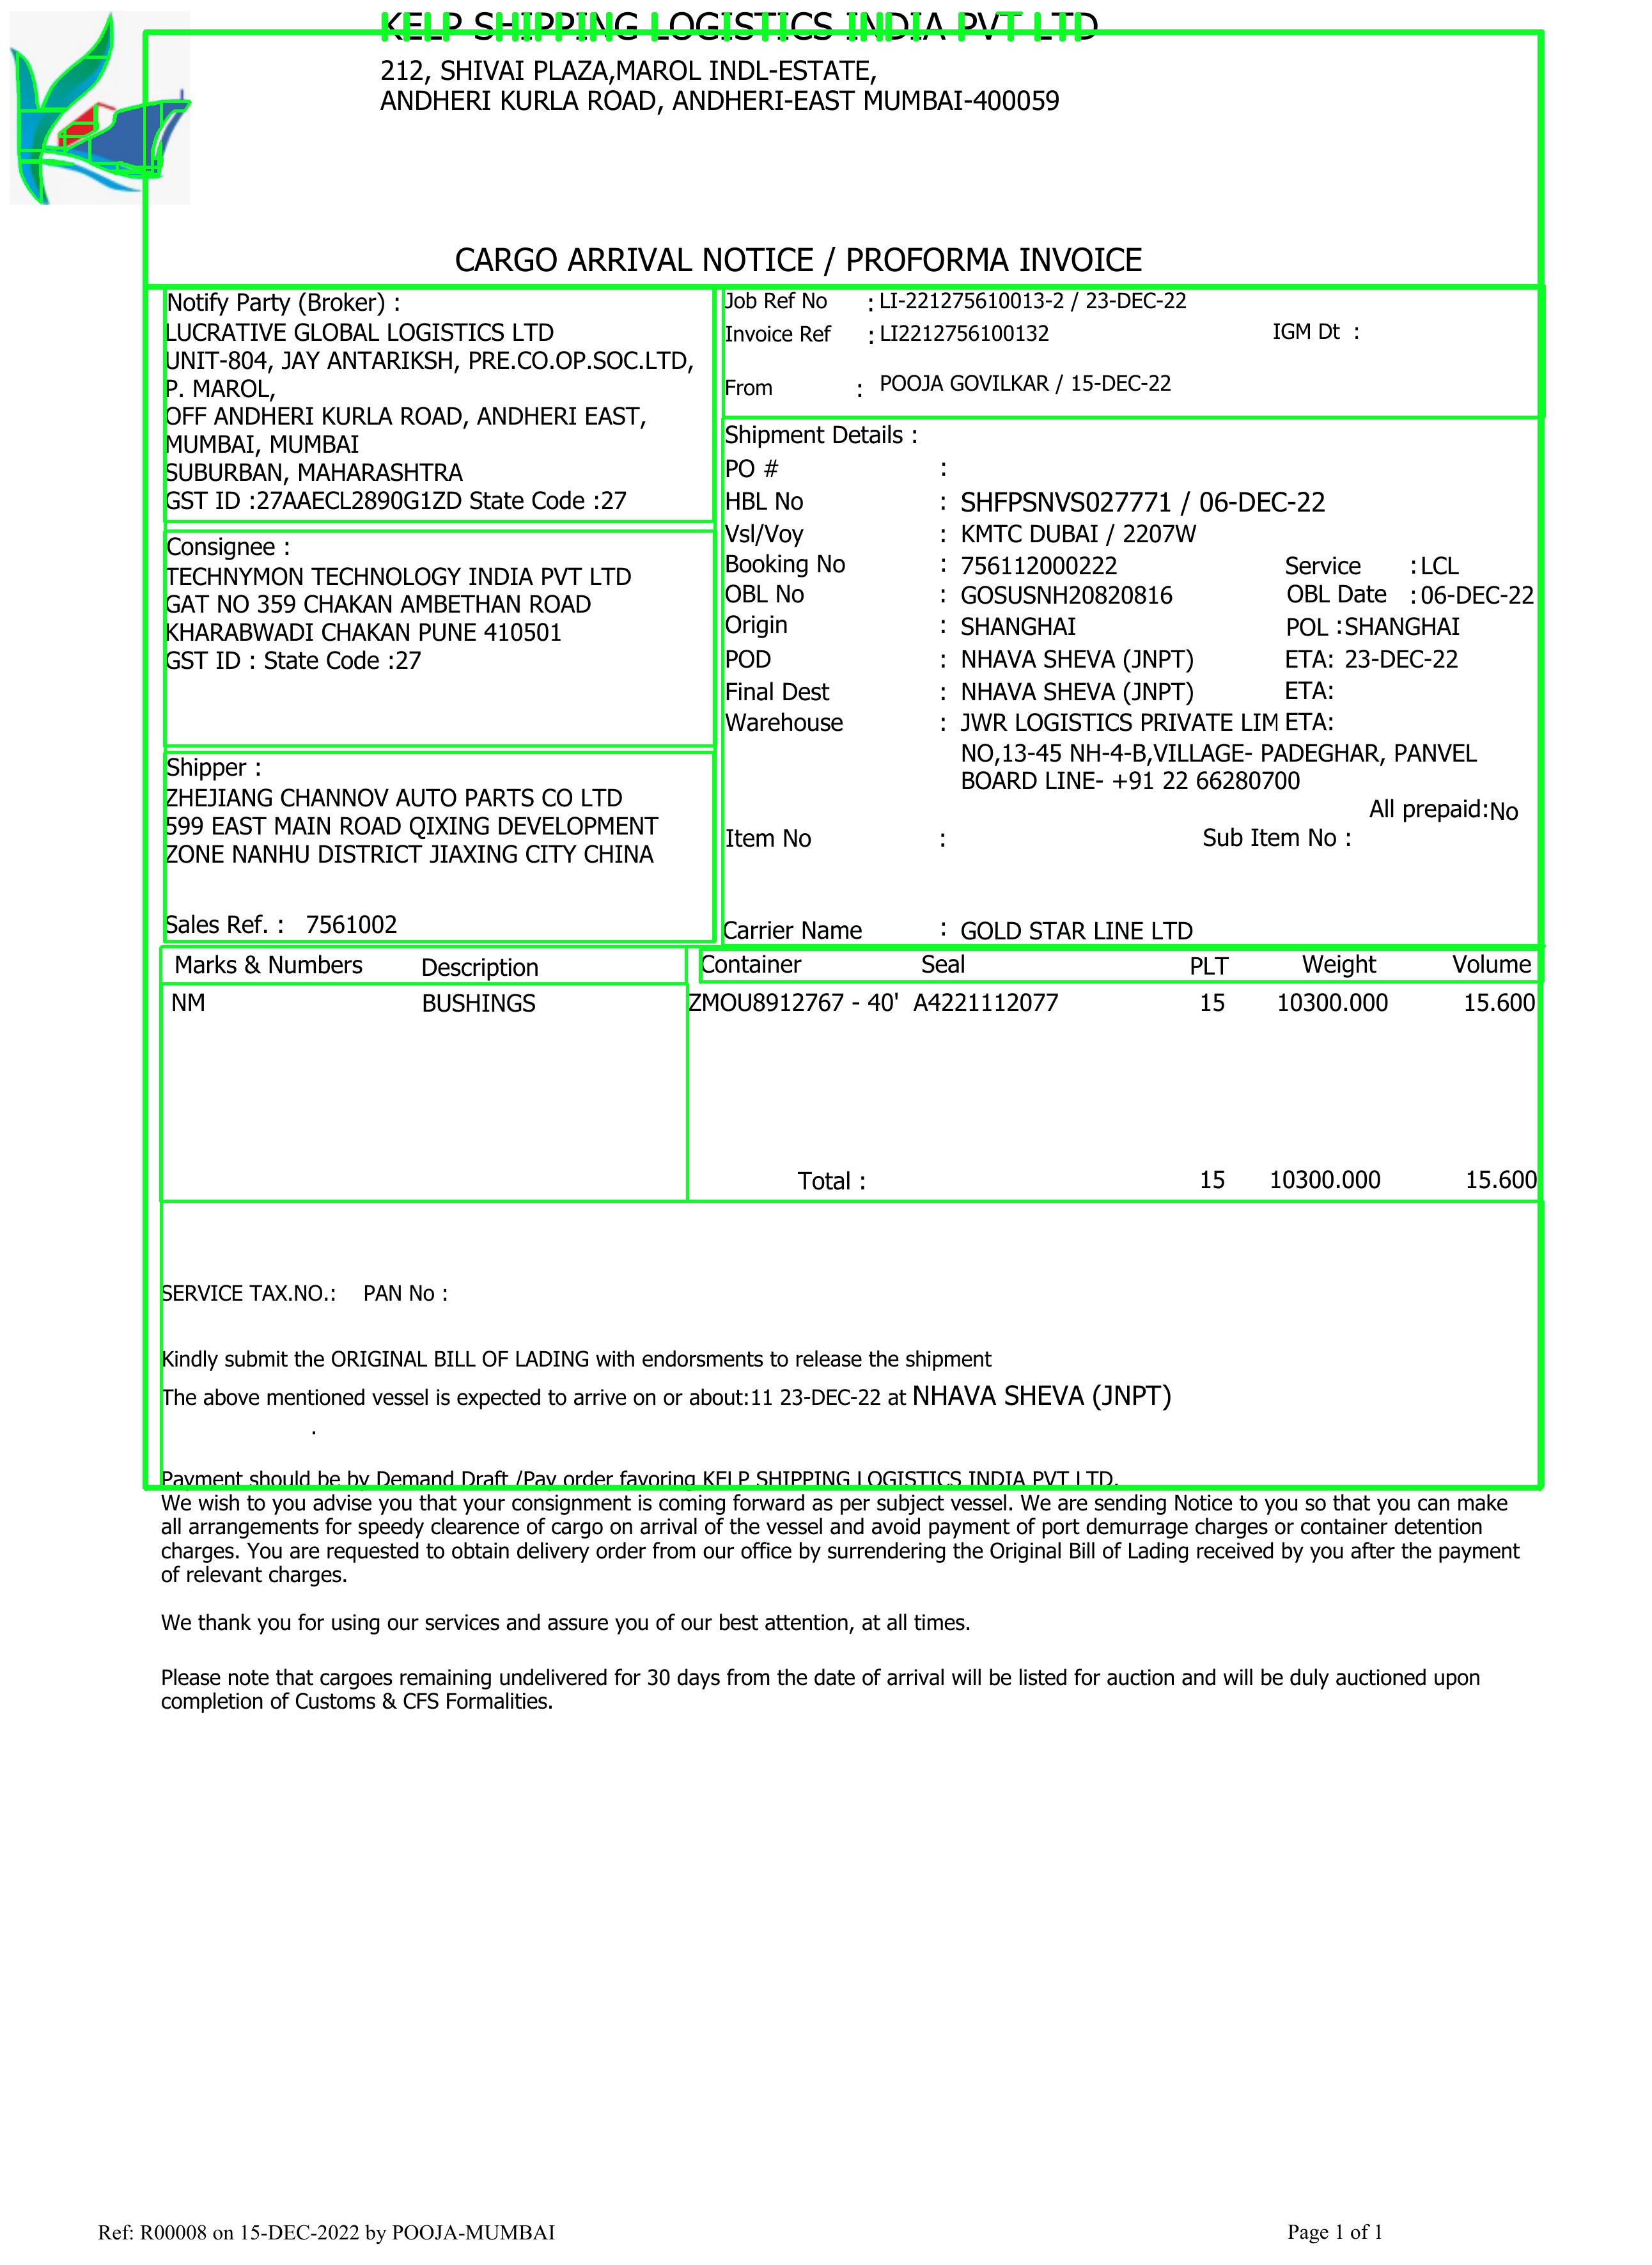 KELP SHIPPING LOGISTICS INDIA PVT LTD
212, SHIVAI PLAZA,MAROL INDL-ESTATE,
ANDHERI KURLA ROAD, ANDHERI-EAST MUMBAI-400059
CARGO ARRIVAL NOTICE / PROFORMA INVOICE
Notify Party (Broker) :
LUCRATIVE GLOBAL LOGISTICS LTD
UNIT-804, JAY ANTARIKSH, PRE.CO.OP.SOC.LTD,
P. MAROL,
OFF ANDHERI KURLA ROAD, ANDHERI EAST,
MUMBAI, MUMBAI
SUBURBAN, MAHARASHTRA
GST ID :27AAECL2890G1ZD State Code :27
Consignee :
TECHNYMON TECHNOLOGY INDIA PVT LTD
GAT NO 359 CHAKAN AMBETHAN ROAD
KHARABWADI CHAKAN PUNE 410501
GST ID : State Code :27
Shipper :
ZHEJIANG CHANNOV AUTO PARTS CO LTD
599 EAST MAIN ROAD QIXING DEVELOPMENT
ZONE NANHU DISTRICT JIAXING CITY CHINA
Sales Ref. : 7561002
Job Ref No : LI-221275610013-2 / 23-DEC-22
Invoice Ref : LI2212756100132 IGM Dt :
From : POOJA GOVILKAR / 15-DEC-22
Shipment Details :
PO # :
HBL No : SHFPSNVS027771 / 06-DEC-22
Vsl/Voy : KMTC DUBAI / 2207W
Booking No : 756112000222 Service : LCL
OBL No : GOSUSNH20820816 OBL Date : 06-DEC-22
Origin : SHANGHAI POL : SHANGHAI
POD : NHAVA SHEVA (JNPT) ETA: 23-DEC-22
Final Dest : NHAVA SHEVA (JNPT) ETA:
Warehouse : JWR LOGISTICS PRIVATE LIM ETA:
NO,13-45 NH-4-B,VILLAGE- PADEGHAR, PANVEL
BOARD LINE- +91 22 66280700
All prepaid:No
Item No : Sub Item No :
Carrier Name : GOLD STAR LINE LTD
Marks & Numbers Description Container Seal PLT Weight Volume
NM BUSHINGS ZMOU8912767 - 40' A4221112077 15 10300.000 15.600
Total : 15 10300.000 15.600
SERVICE TAX.NO.: PAN No :
Kindly submit the ORIGINAL BILL OF LADING with endorsments to release the shipment
The above mentioned vessel is expected to arrive on or about:11 23-DEC-22 at NHAVA SHEVA (JNPT)
.
Payment should be by Demand Draft /Pay order favoring KELP SHIPPING LOGISTICS INDIA PVT LTD.
We wish to you advise you that your consignment is coming forward as per subject vessel. We are sending Notice to you so that you can make
all arrangements for speedy clearence of cargo on arrival of the vessel and avoid payment of port demurrage charges or container detention
charges. You are requested to obtain delivery order from our office by surrendering the Original Bill of Lading received by you after the payment
of relevant charges.
We thank you for using our services and assure you of our best attention, at all times.
Please note that cargoes remaining undelivered for 30 days from the date of arrival will be listed for auction and will be duly auctioned upon
completion of Customs & CFS Formalities.
Ref: R00008 on 15-DEC-2022 by POOJA-MUMBAI Page 1 of 1